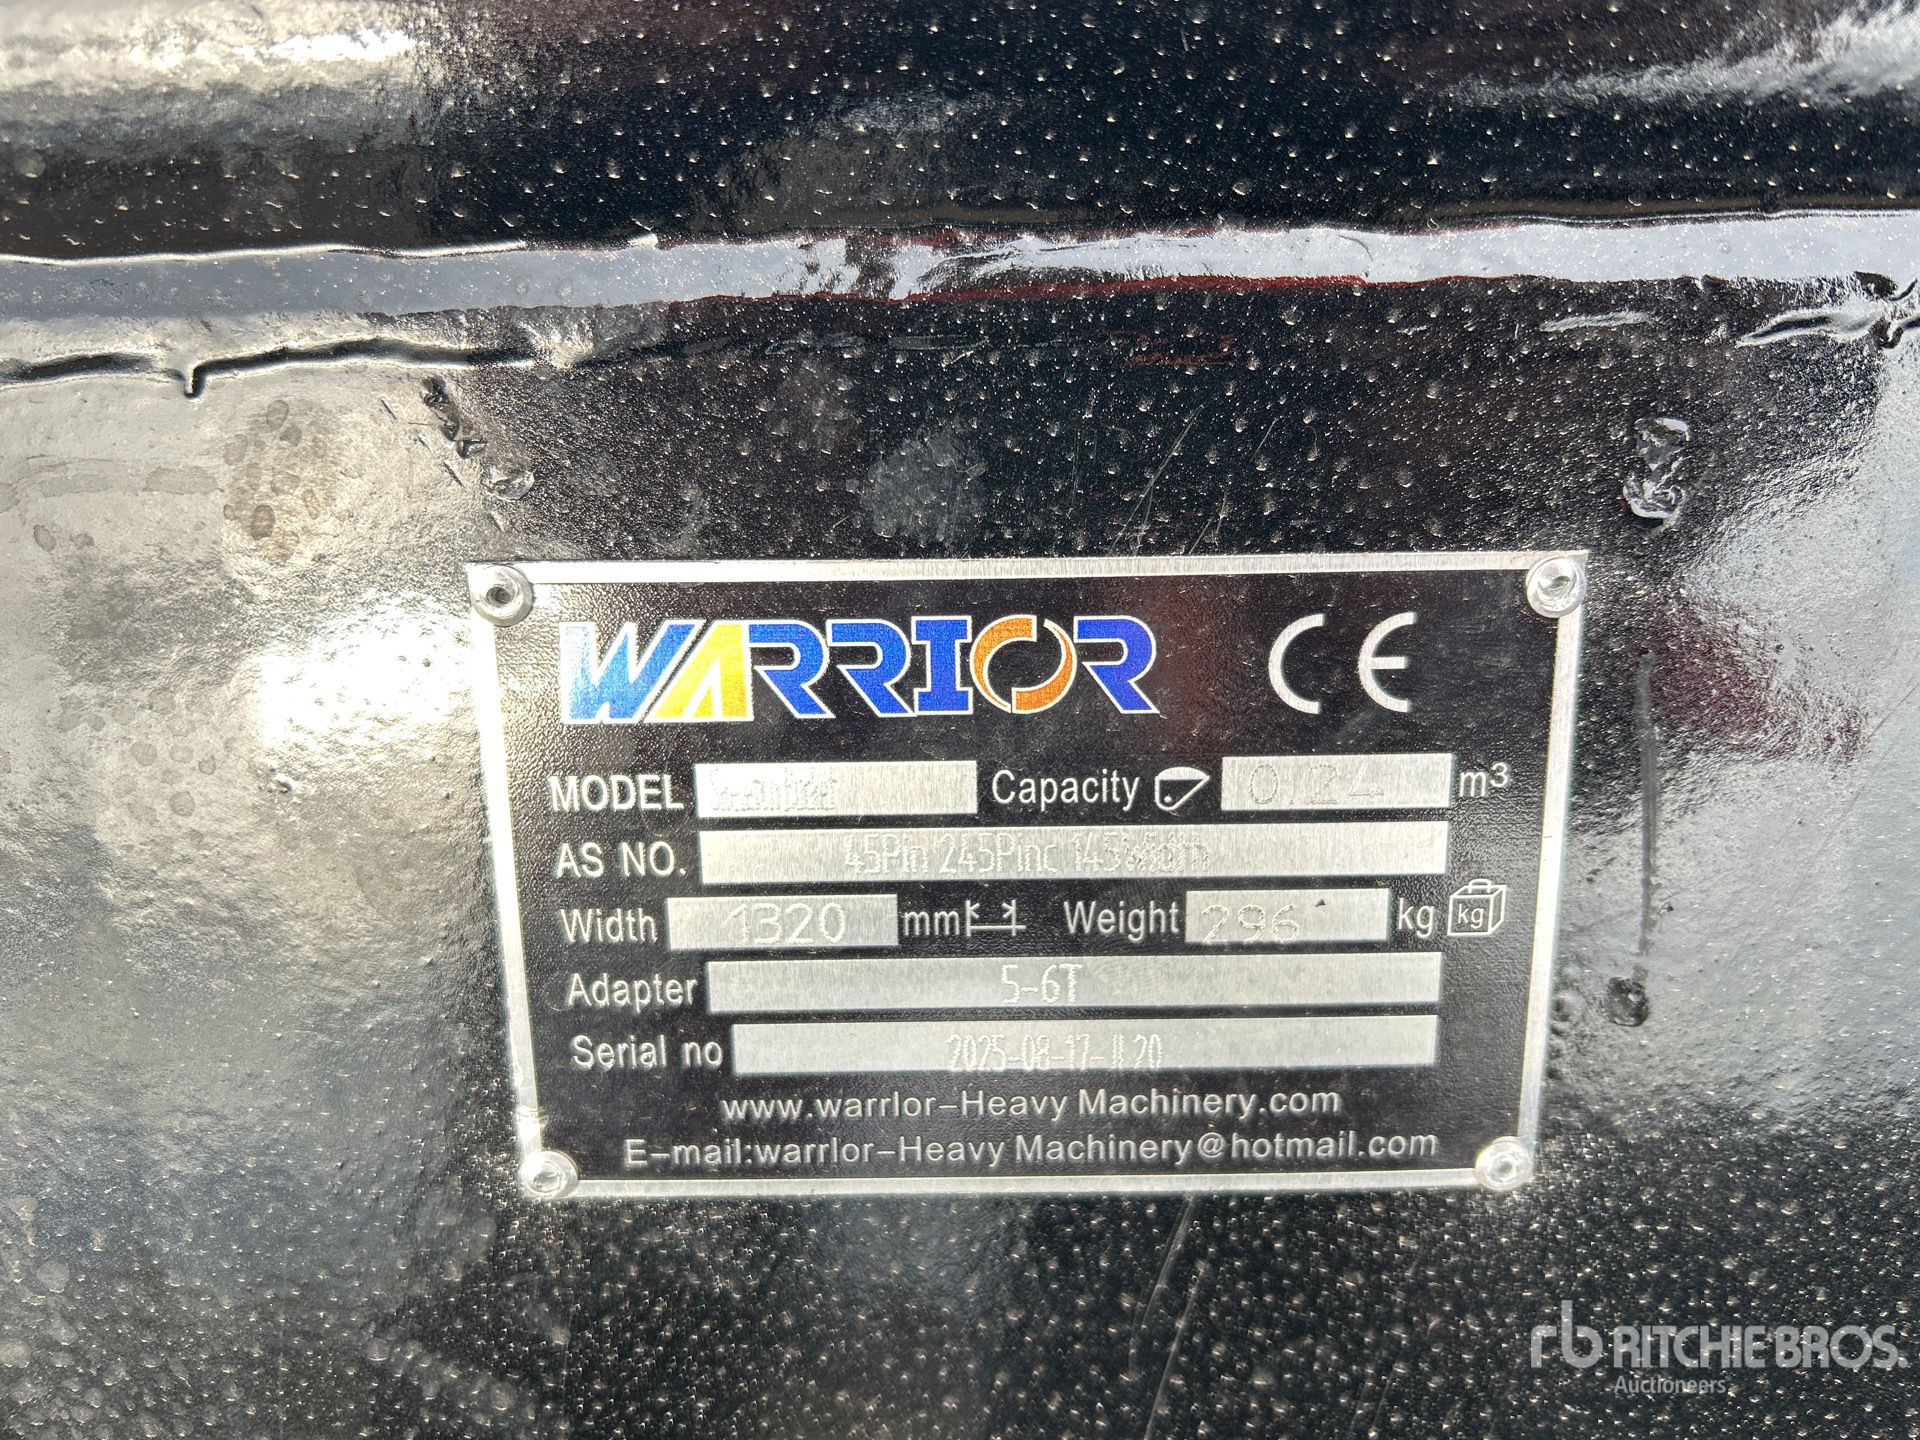 WARRIOR CE
MODEL Capacity 0.24 m³
AS NO. 45Pin 245Pinc 145Width
Width 1320 mm Weight 296 kg kg
Adapter 5-6T
Serial no 2025-08-17-
www.warrlor-Heavy Machinery.com
E-mail:warrlor-Heavy Machinery@hotmail.com
rb RITCHIE BROS.
Auctioneers